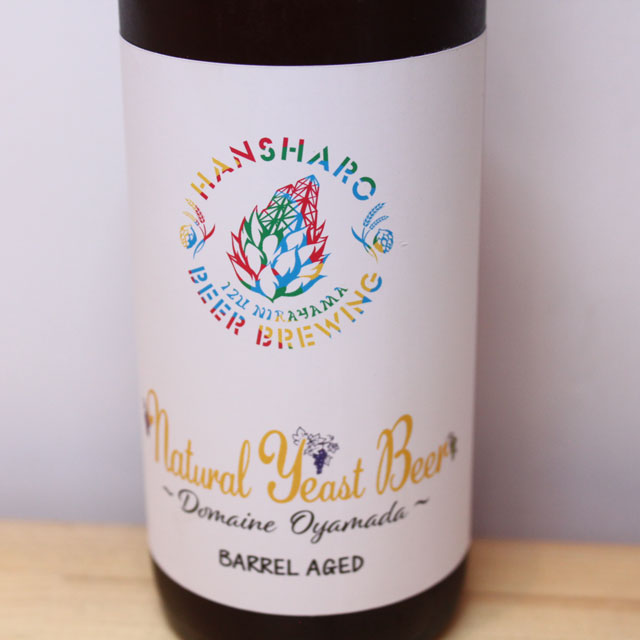 HANSHARO
IZU NIRAYAMA
BEER BREWING
Natural Yeast Beer
~ Domaine Oyamada ~
BARREL AGED